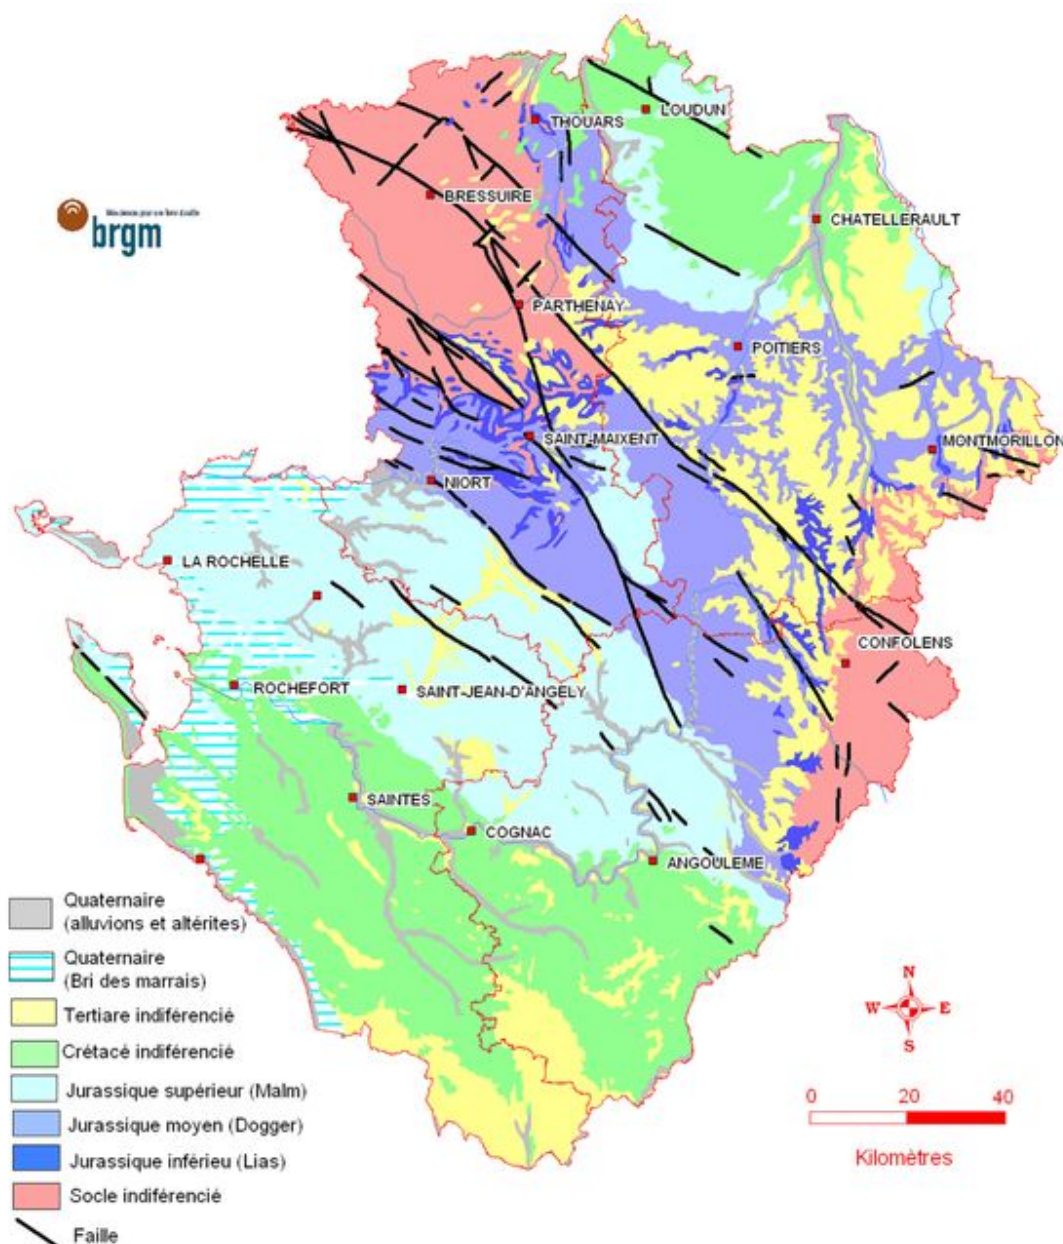 LOUDUN
THOUARS
BRESSUIRE
CHATELLERAULT
brgm
PARTHENAY
POITIERS
SAINT-MAIXENT
MONTMORILLON
NIORT
LA ROCHELLE
CONFOLENS
ROCHEFORT
SAINT-JEAN-D'ANGELY
SAINTES
COGNAC
ANGOULEME
Quaternaire
(alluvions et altérites)
Quaternaire
(Bri des marrais)
Tertiaire indiférencié
Crétacé indiférencié
Jurassique supérieur (Malm)
Jurassique moyen (Dogger)
Jurassique inférieu (Lias)
Socle indiférencié
Faille
N
W E
S
0 20 40
Kilomètres